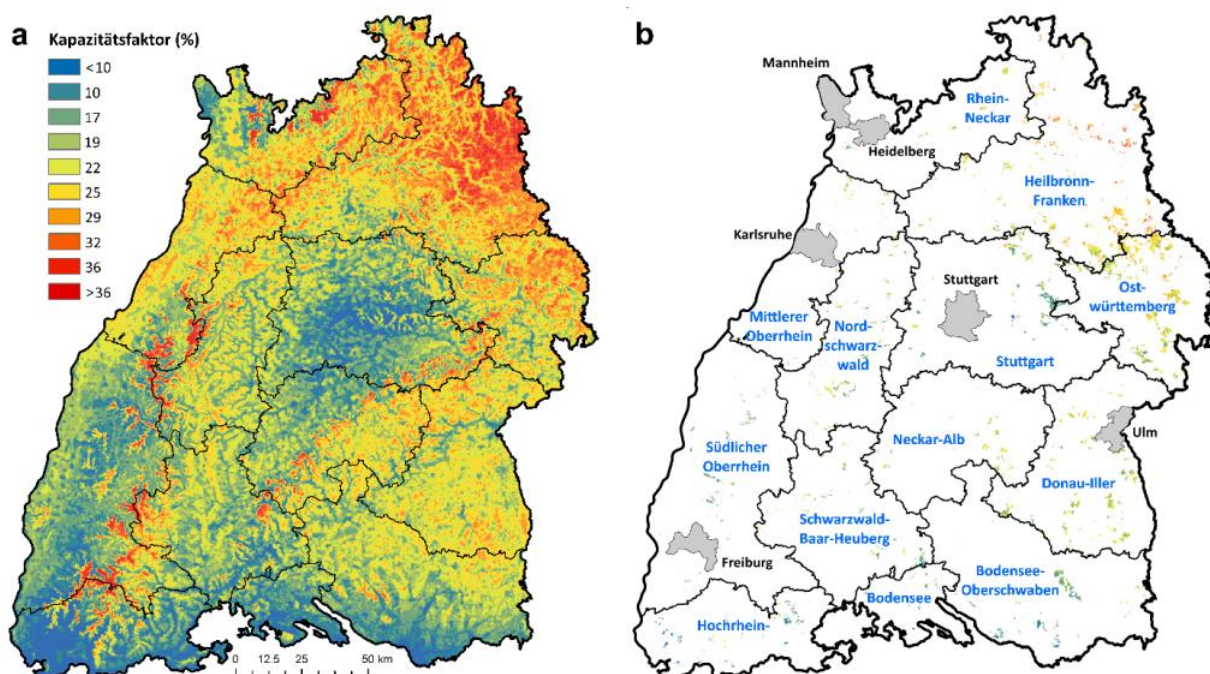 a
Kapazitätsfaktor (%)
<10
10
17
19
22
25
29
32
36
>36
0 12.5 25 50 km
b
Mannheim
Rhein-
Neckar
Heidelberg
Heilbronn-
Franken
Karlsruhe
Stuttgart
Ost-
württemberg
Mittlerer
Oberrhein
Nord-
schwarz-
wald
Stuttgart
Südlicher
Oberrhein
Neckar-Alb
Ulm
Donau-Iller
Schwarzwald-
Baar-Heuberg
Freiburg
Bodensee-
Oberschwaben
Bodensee
Hochrhein-